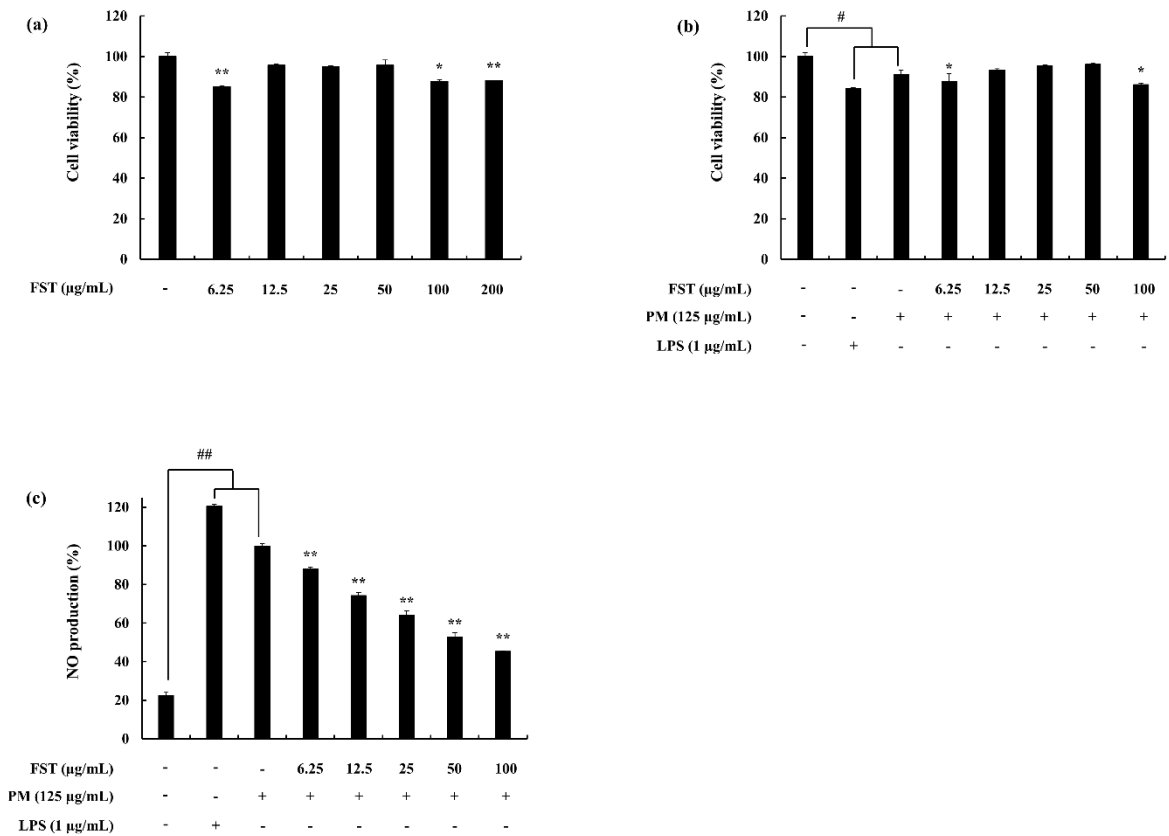 (a)
Cell viability (%)
120
100
80
60
40
20
0
** * **
FST (μg/mL) - 6.25 12.5 25 50 100 200
(b)
Cell viability (%)
120
100
80
60
40
20
0
#
* *
FST (μg/mL) - - - 6.25 12.5 25 50 100
PM (125 μg/mL) - - + + + + + +
LPS (1 μg/mL) - + - - - - - -
(c)
NO production (%)
120
100
80
60
40
20
0
##
** ** ** ** **
FST (μg/mL) - - - 6.25 12.5 25 50 100
PM (125 μg/mL) - - + + + + + +
LPS (1 μg/mL) - + - - - - - -